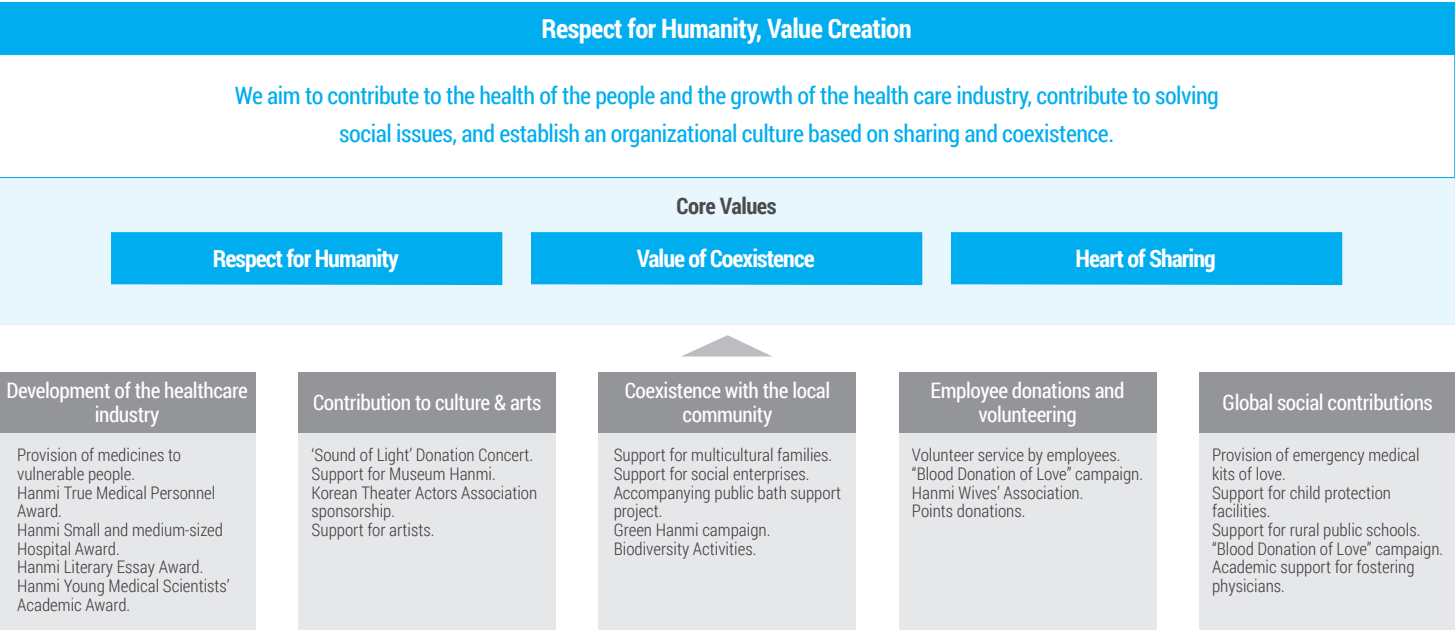 Respect for Humanity, Value Creation
We aim to contribute to the health of the people and the growth of the health care industry, contribute to solving
social issues, and establish an organizational culture based on sharing and coexistence.
Core Values
Respect for Humanity
Value of Coexistence
Heart of Sharing
Development of the healthcare
industry
Provision of medicines to
vulnerable people.
Hanmi True Medical Personnel
Award.
Hanmi Small and medium-sized
Hospital Award.
Hanmi Literary Essay Award.
Hanmi Young Medical Scientists’
Academic Award.
Contribution to culture & arts
‘Sound of Light’ Donation Concert.
Support for Museum Hanmi.
Korean Theater Actors Association
sponsorship.
Support for artists.
Coexistence with the local
community
Support for multicultural families.
Support for social enterprises.
Accompanying public bath support
project.
Green Hanmi campaign.
Biodiversity Activities.
Employee donations and
volunteering
Volunteer service by employees.
“Blood Donation of Love” campaign.
Hanmi Wives’ Association.
Points donations.
Global social contributions
Provision of emergency medical
kits of love.
Support for child protection
facilities.
Support for rural public schools.
“Blood Donation of Love” campaign.
Academic support for fostering
physicians.